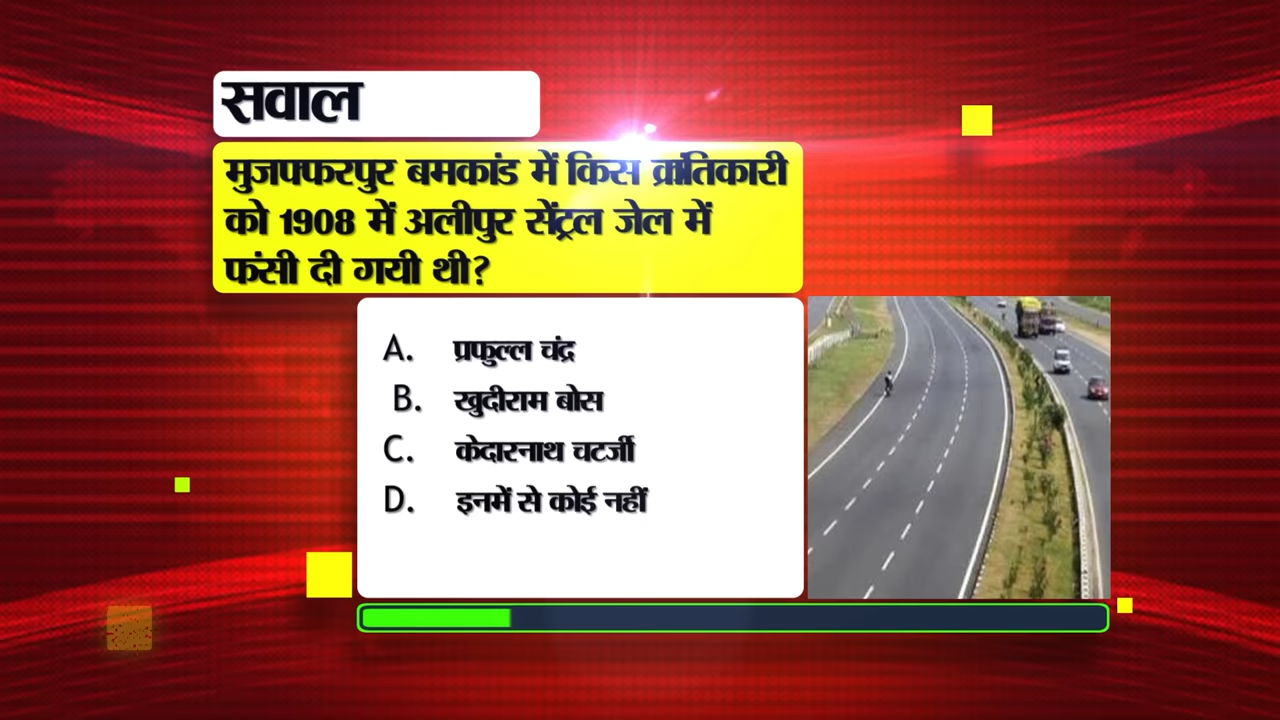 सवाल
मुजफ्फरपुर बमकांड में किस क्रांतिकारी
को 1908 में अलीपुर सेंट्रल जेल में
फंसी दी गयी थी?
A. प्रफुल्ल चंद्र
B. खुदीराम बोस
C. केदारनाथ चटर्जी
D. इनमें से कोई नहीं